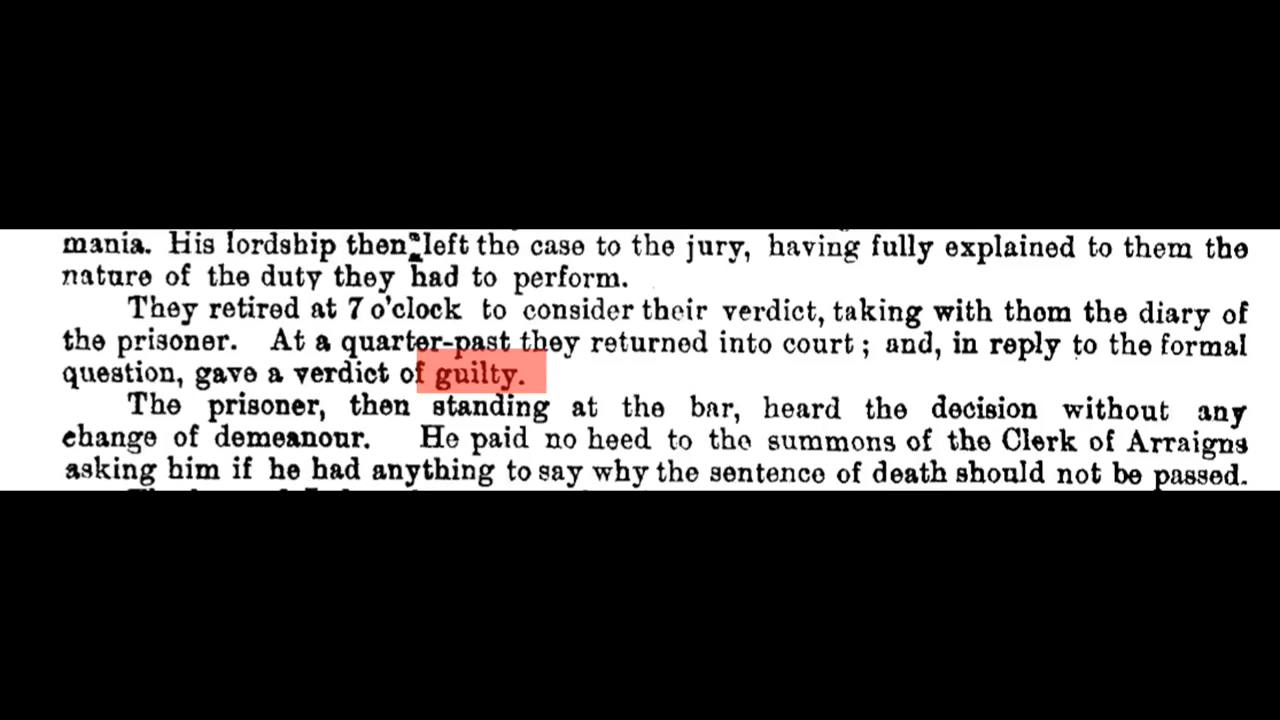 mania. His lordship then left the case to the jury, having fully explained to them the
nature of the duty they had to perform.
They retired at 7 o'clock to consider their verdict, taking with them the diary of
the prisoner. At a quarter-past they returned into court; and, in reply to the formal
question, gave a verdict of guilty.
The prisoner, then standing at the bar, heard the decision without any
change of demeanour. He paid no heed to the summons of the Clerk of Arraigns
asking him if he had anything to say why the sentence of death should not be passed.